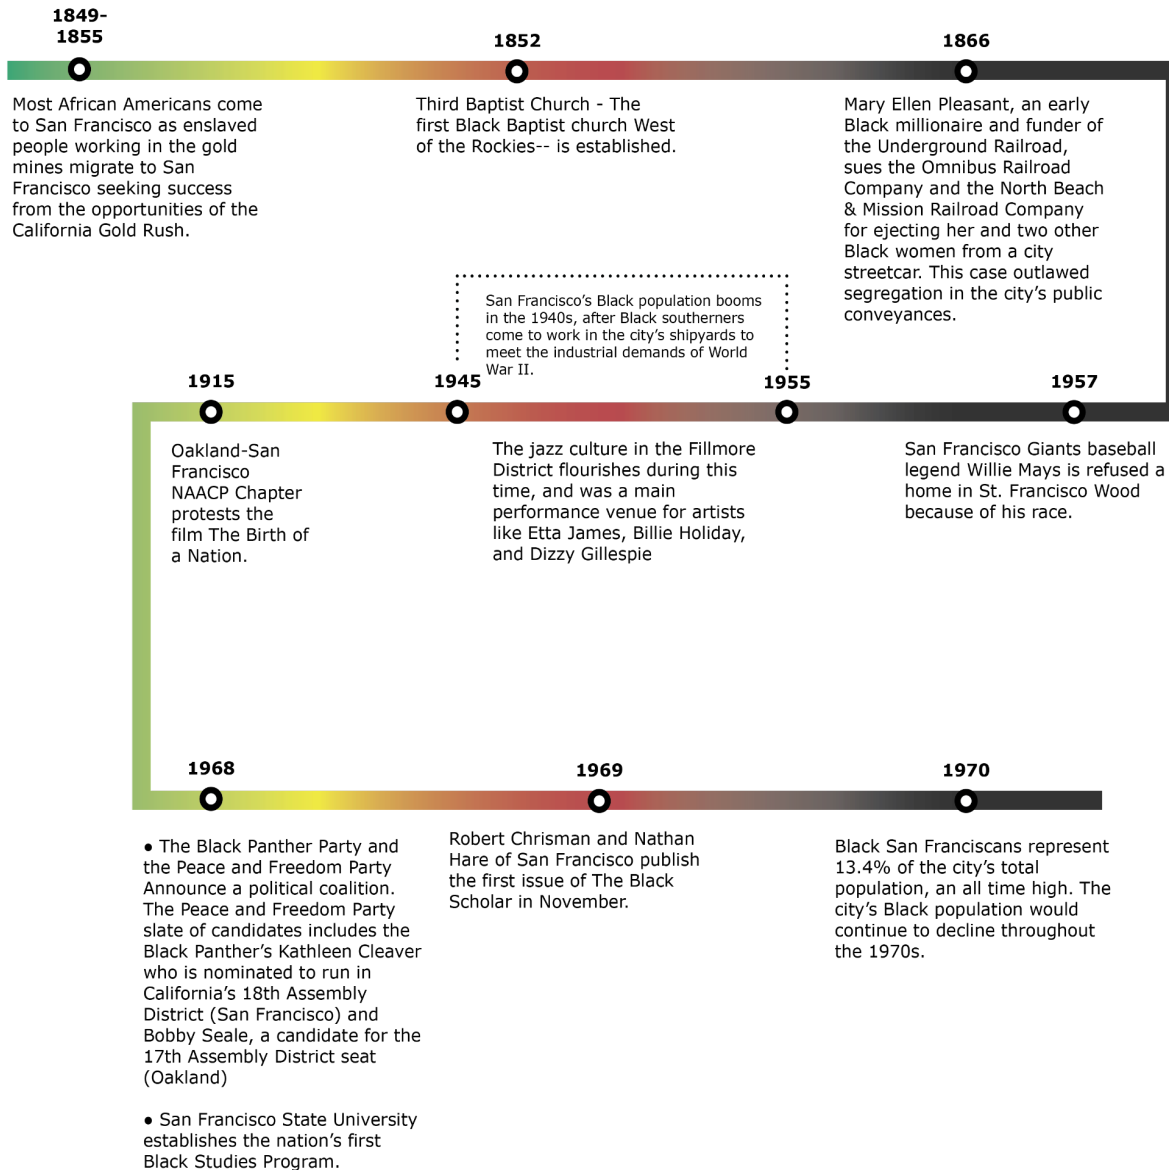 1849-
1855
Most African Americans come
to San Francisco as enslaved
people working in the gold
mines migrate to San
Francisco seeking success
from the opportunities of the
California Gold Rush.
1852
Third Baptist Church - The
first Black Baptist church West
of the Rockies-- is established.
1866
Mary Ellen Pleasant, an early
Black millionaire and funder of
the Underground Railroad,
sues the Omnibus Railroad
Company and the North Beach
& Mission Railroad Company
for ejecting her and two other
Black women from a city
streetcar. This case outlawed
segregation in the city's public
conveyances.
1915
Oakland-San
Francisco
NAACP Chapter
protests the
film The Birth of
a Nation.
San Francisco's Black population booms
in the 1940s, after Black southerners
come to work in the city's shipyards to
meet the industrial demands of World
War II.
1945
1955
The jazz culture in the Fillmore
District flourishes during this
time, and was a main
performance venue for artists
like Etta James, Billie Holiday,
and Dizzy Gillespie
1957
San Francisco Giants baseball
legend Willie Mays is refused a
home in St. Francisco Wood
because of his race.
1968
● The Black Panther Party and
the Peace and Freedom Party
Announce a political coalition.
The Peace and Freedom Party
slate of candidates includes the
Black Panther's Kathleen Cleaver
who is nominated to run in
California's 18th Assembly
District (San Francisco) and
Bobby Seale, a candidate for the
17th Assembly District seat
(Oakland)
● San Francisco State University
establishes the nation's first
Black Studies Program.
1969
Robert Chrisman and Nathan
Hare of San Francisco publish
the first issue of The Black
Scholar in November.
1970
Black San Franciscans represent
13.4% of the city's total
population, an all time high. The
city's Black population would
continue to decline throughout
the 1970s.